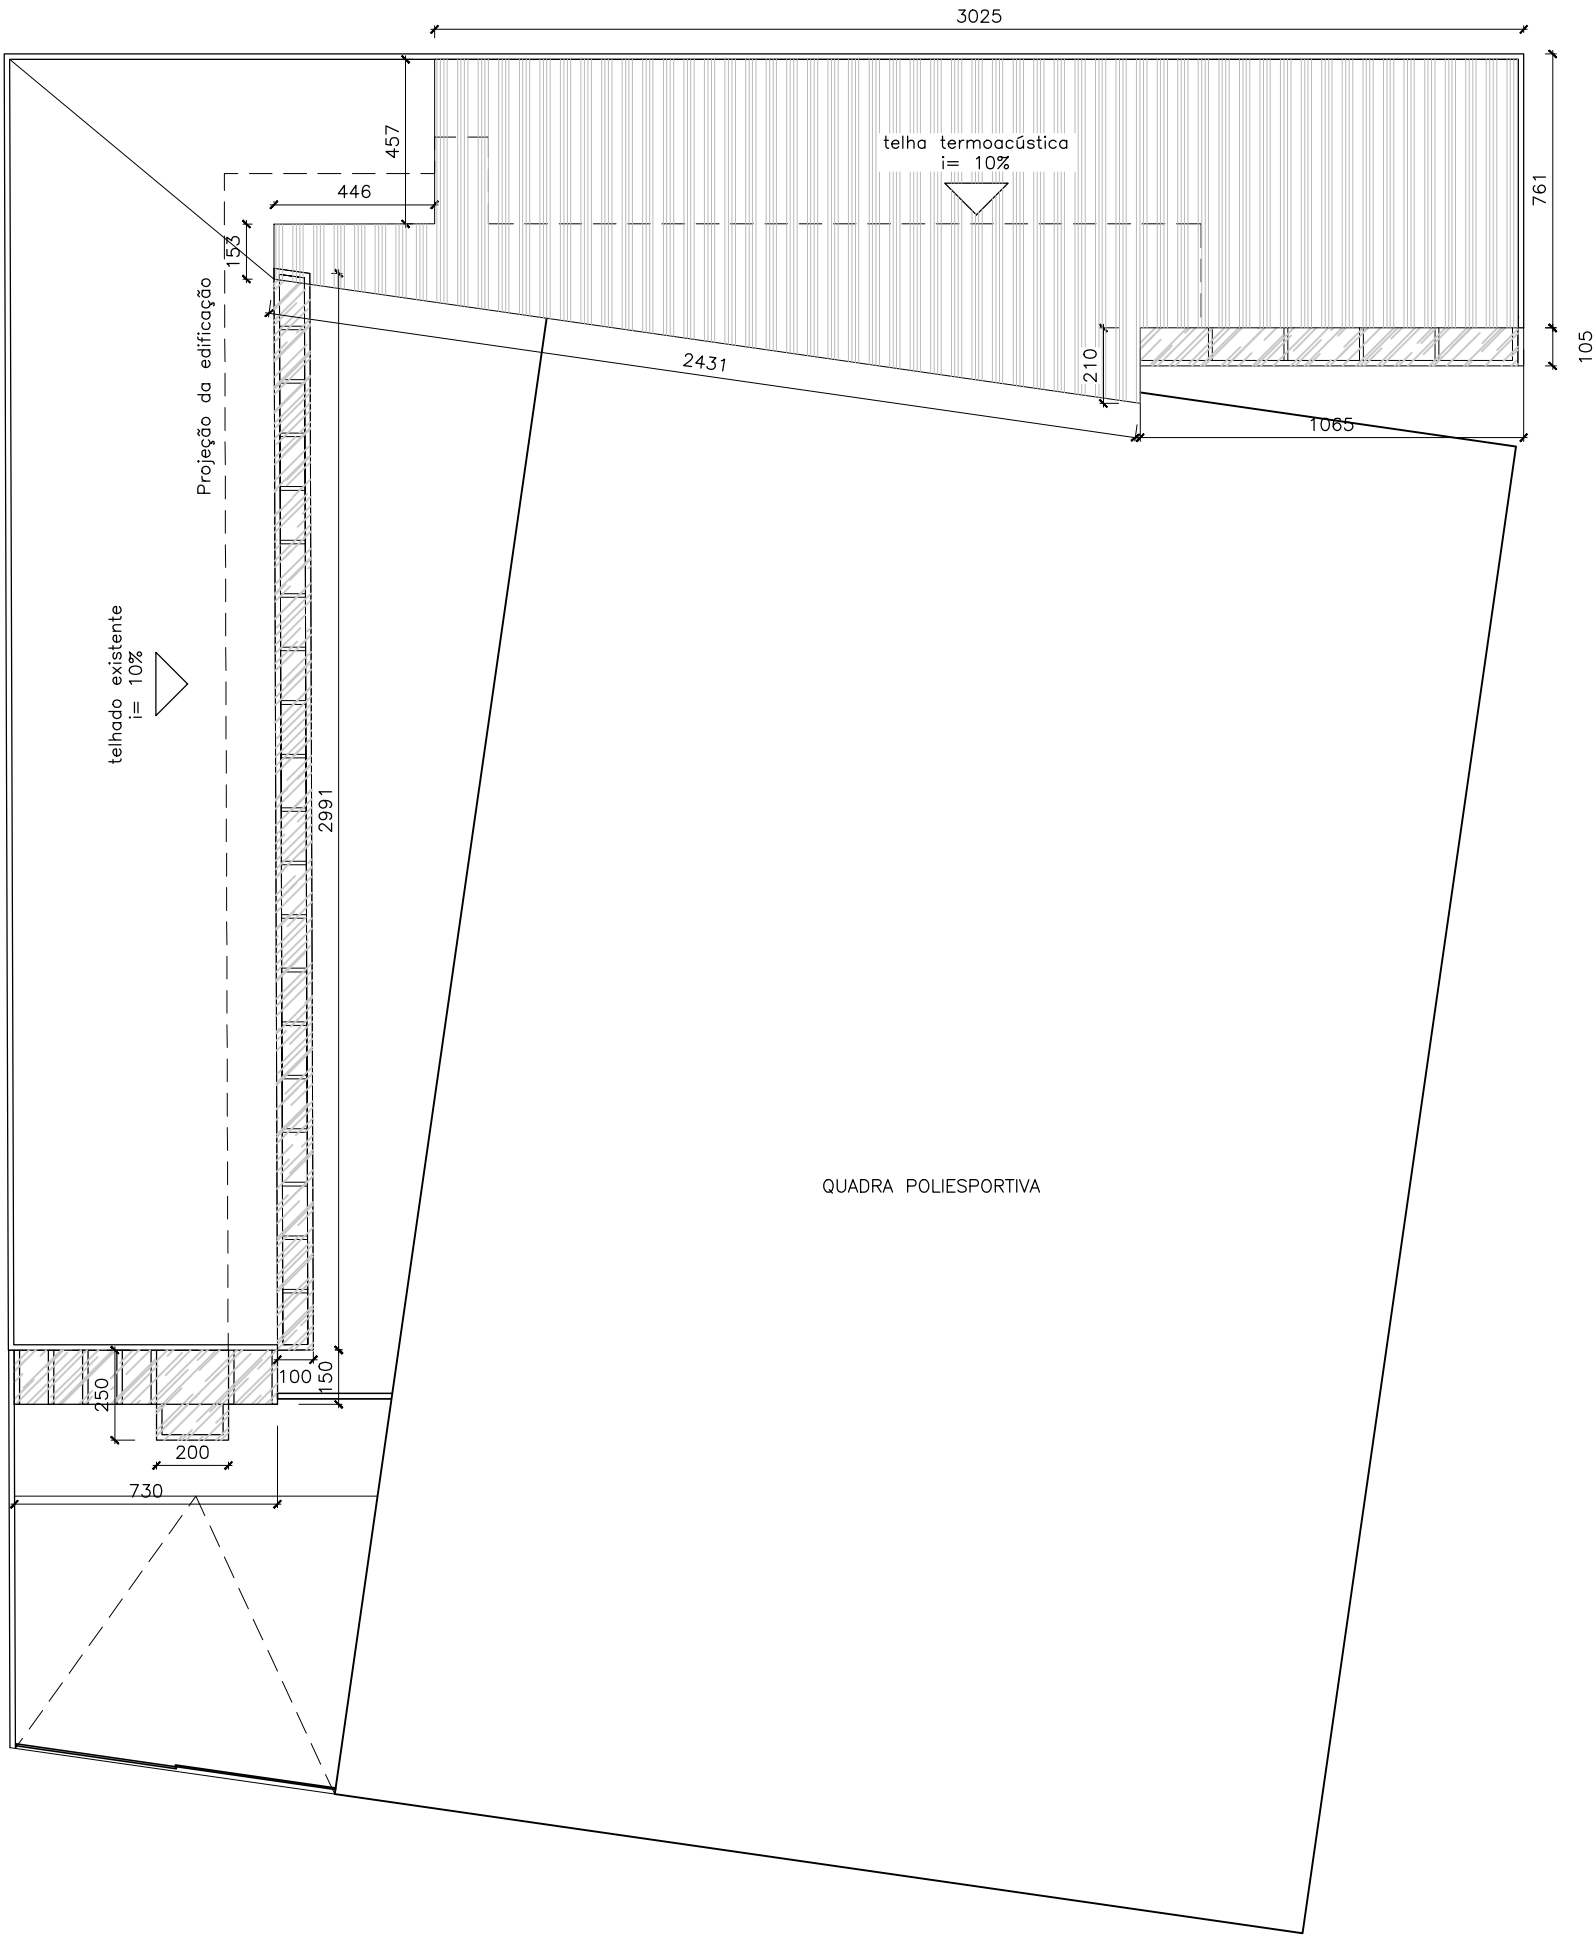 3025
457
telha termoacústica
i= 10%
761
446
153
Projeção da edificação
105
2431
210
1065
telhado existente
i= 10%
2991
QUADRA POLIESPORTIVA
100
150
250
200
730